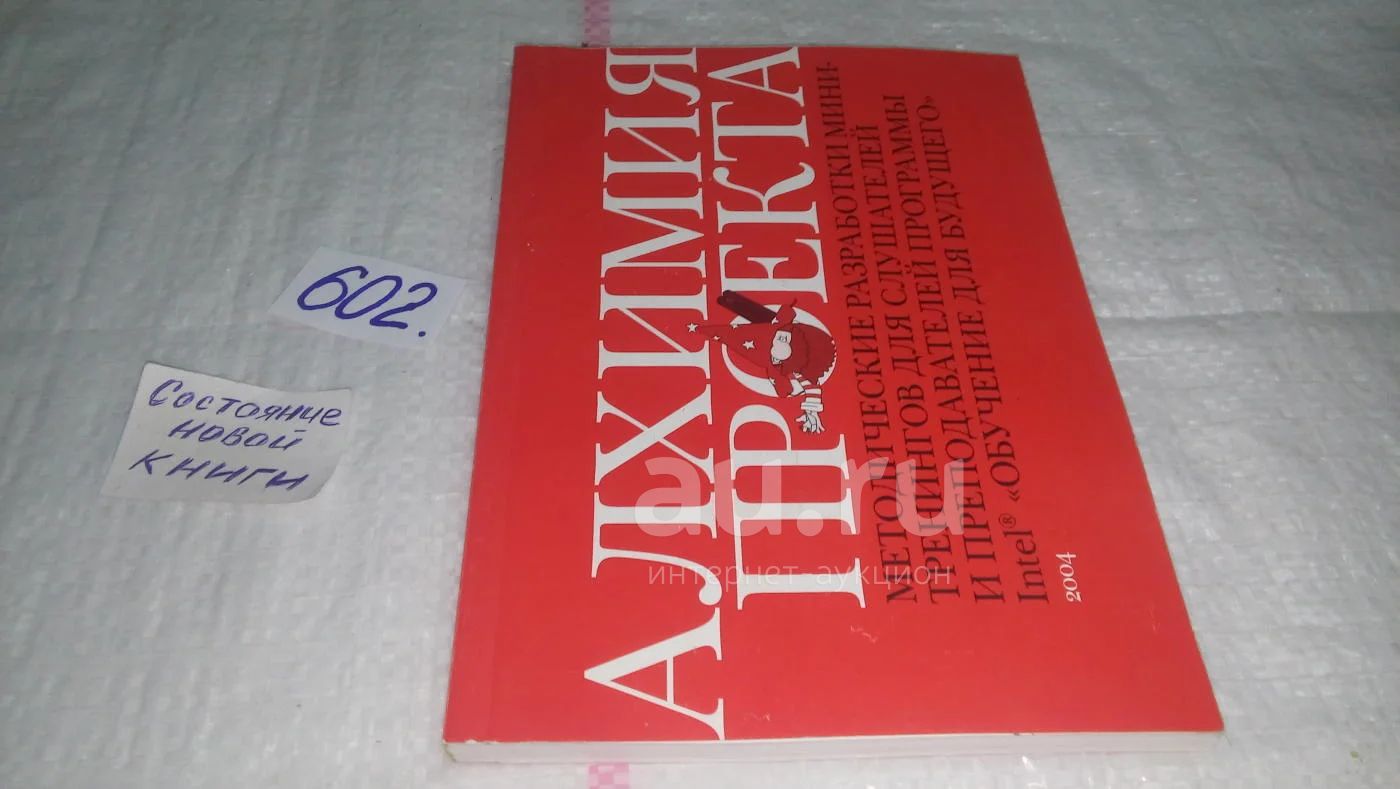 602.
Состояние
новой
книги
АЛХИМИЯ
ПРОЕКТА
МЕТОДИЧЕСКИЕ РАЗРАБОТКИ МИНИ-
ТРЕНИНГОВ ДЛЯ СЛУШАТЕЛЕЙ
И ПРЕПОДАВАТЕЛЕЙ ПРОГРАММЫ
Intel® «ОБУЧЕНИЕ ДЛЯ БУДУЩЕГО»
2004
au.ru
интернет-аукцион